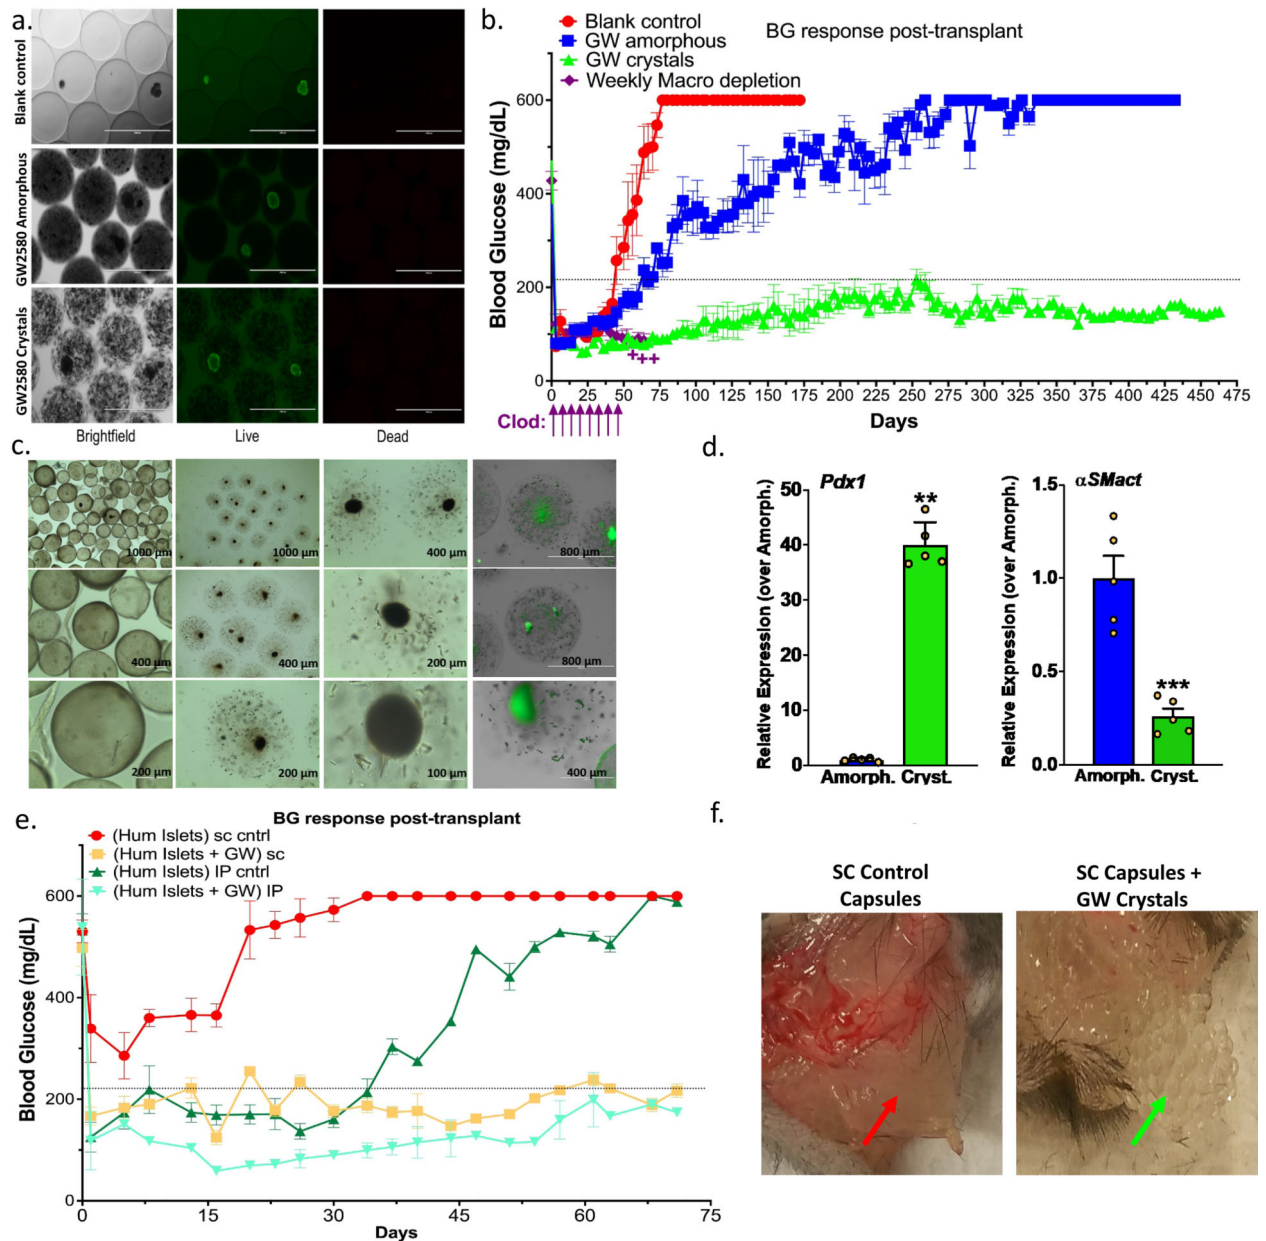 a.
Blank control
GW2580 Amorphous
GW2580 Crystals
Brightfield Live Dead
b.
BG response post-transplant
Blank control
GW amorphous
GW crystals
Weekly Macro depletion
Blood Glucose (mg/dL)
600
400
200
0
0 25 50 75 100 125 150 175 200 225 250 275 300 325 350 375 400 425 450 475
Clod:
Days
c.
1000 µm 1000 µm 400 µm 800 µm
400 µm 400 µm 200 µm 800 µm
200 µm 200 µm 100 µm 400 µm
d.
Pdx1
Relative Expression (over Amorph.)
50
40
30
20
10
0
**
Amorph. Cryst.
αSMact
Relative Expression (over Amorph.)
1.5
1.0
0.5
0.0
***
Amorph. Cryst.
e.
BG response post-transplant
(Hum Islets) sc cntrl
(Hum Islets + GW) sc
(Hum Islets) IP cntrl
(Hum Islets + GW) IP
Blood Glucose (mg/dL)
600
400
200
0
0 15 30 45 60 75
Days
f.
SC Control
Capsules
SC Capsules +
GW Crystals